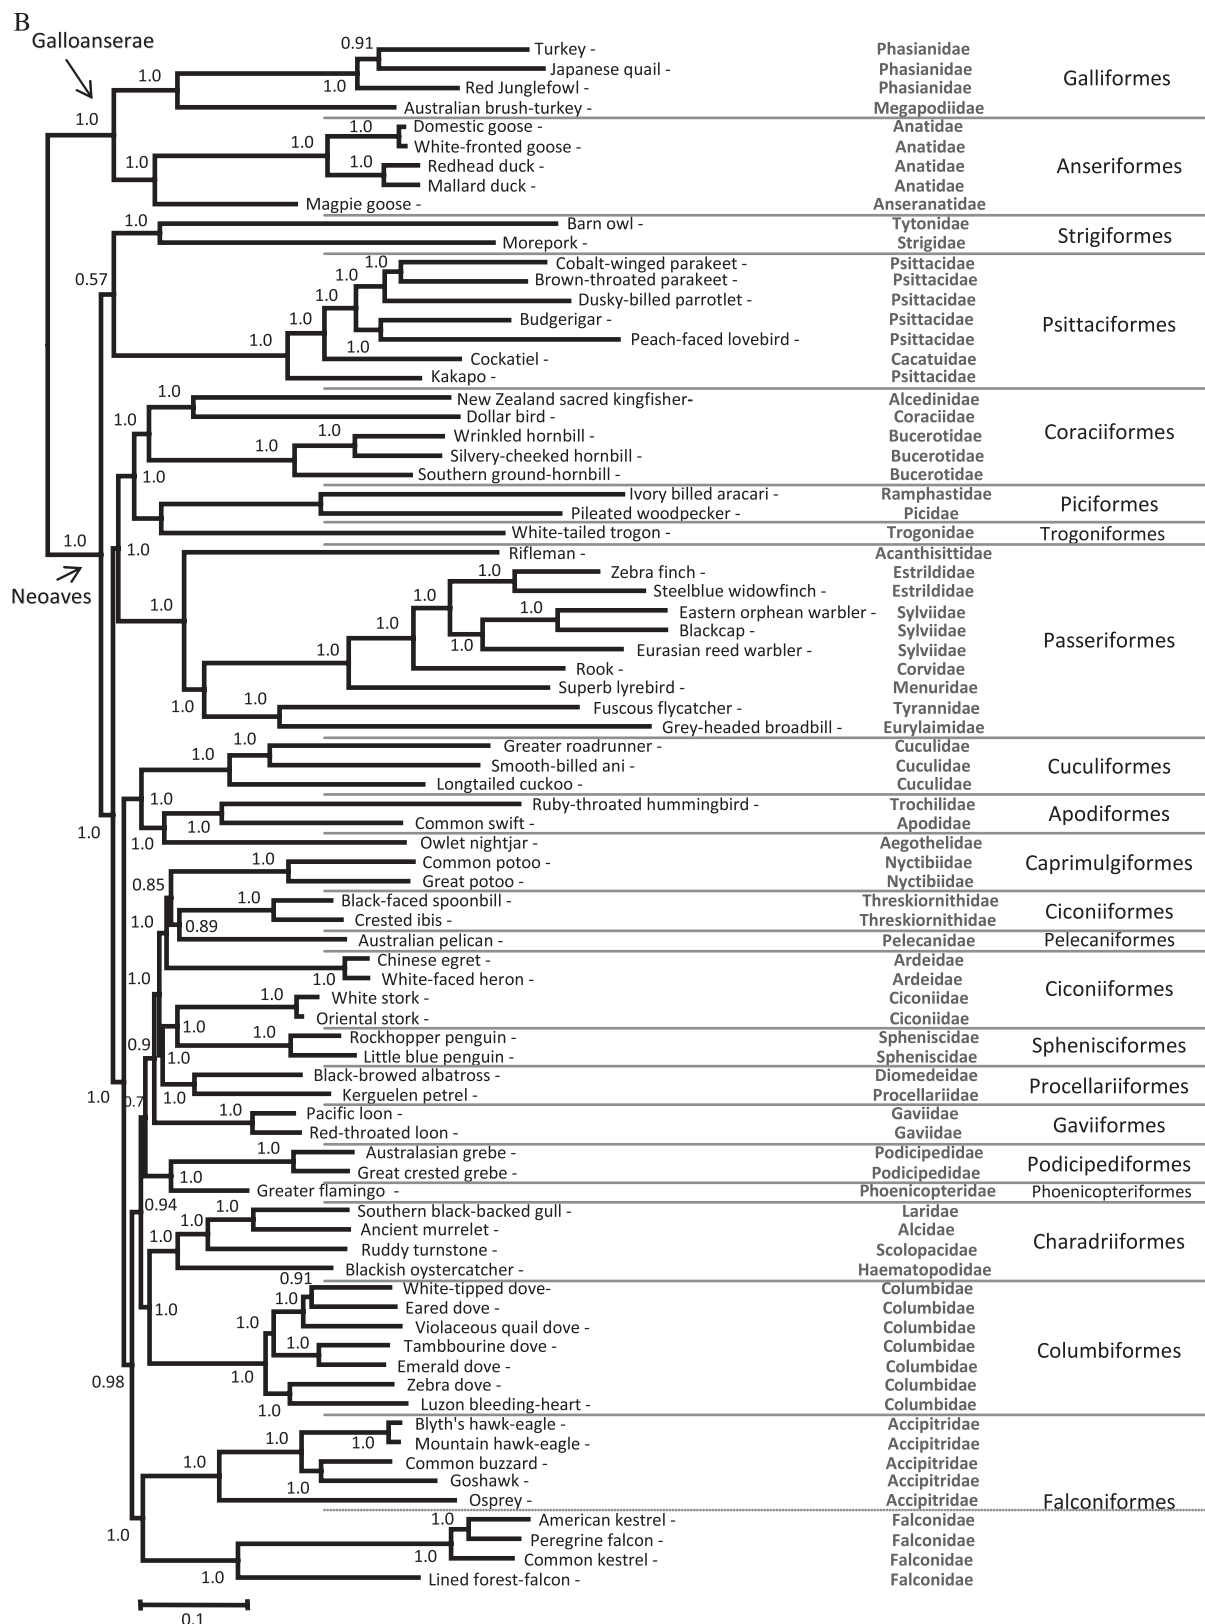 B
Galloanserae
0.91 Turkey - Phasianidae
Japanese quail - Phasianidae
1.0 1.0 Red Junglefowl - Phasianidae Galliformes
Australian brush-turkey - Megapodiidae
1.0
1.0 Domestic goose - Anatidae
1.0 White-fronted goose - Anatidae
1.0 1.0 Redhead duck - Anatidae Anseriformes
Mallard duck - Anatidae
Magpie goose - Anseranatidae
1.0 Barn owl - Tytonidae
Morepork - Strigidae Strigiformes
0.57 1.0 Cobalt-winged parakeet - Psittacidae
1.0 Brown-throated parakeet - Psittacidae
1.0 Dusky-billed parrotlet - Psittacidae
1.0 Budgerigar - Psittacidae Psittaciformes
1.0 1.0 Peach-faced lovebird - Psittacidae
Cockatiel - Cacatuidae
Kakapo - Psittacidae
1.0 New Zealand sacred kingfisher- Alcedinidae
1.0 Dollar bird - Coraciidae
1.0 Wrinkled hornbill - Bucerotidae Coraciiformes
1.0 Silvery-cheeked hornbill - Bucerotidae
1.0 Southern ground-hornbill - Bucerotidae
Ivory billed aracari - Ramphastidae
Pileated woodpecker - Picidae Piciformes
White-tailed trogon - Trogonidae Trogoniformes
1.0 1.0 Rifleman - Acanthisittidae
Neoaves
1.0 Zebra finch - Estrildidae
1.0 1.0 Steelblue widowfinch - Estrildidae
1.0 1.0 Eastern orphean warbler - Sylviidae
Blackcap - Sylviidae Passeriformes
1.0 1.0 Eurasian reed warbler - Sylviidae
Rook - Corvidae
Superb lyrebird - Menuridae
1.0 1.0 Fuscous flycatcher - Tyrannidae
Grey-headed broadbill - Eurylaimidae
1.0 Greater roadrunner - Cuculidae
1.0 Smooth-billed ani - Cuculidae Cuculiformes
Longtailed cuckoo - Cuculidae
1.0 Ruby-throated hummingbird - Trochilidae
1.0 1.0 Common swift - Apodidae Apodiformes
1.0 Owlet nightjar - Aegothelidae
1.0 Common potoo - Nyctibiidae Caprimulgiformes
0.85 Great potoo - Nyctibiidae
1.0 Black-faced spoonbill - Threskiornithidae
1.0 0.89 Crested ibis - Threskiornithidae Ciconiiformes
Australian pelican - Pelecanidae Pelecaniformes
Chinese egret - Ardeidae
1.0 1.0 White-faced heron - Ardeidae Ciconiiformes
1.0 White stork - Ciconiidae
1.0 Oriental stork - Ciconiidae
0.9 1.0 Rockhopper penguin - Spheniscidae Sphenisciformes
1.0 Little blue penguin - Spheniscidae
Black-browed albatross - Diomedeidae Procellariiformes
1.0 0.7 1.0 Kerguelen petrel - Procellariidae
1.0 Pacific loon - Gaviidae Gaviiformes
Red-throated loon - Gaviidae
1.0 Australasian grebe - Podicipedidae Podicipediformes
1.0 Great crested grebe - Podicipedidae
Greater flamingo - Phoenicopteridae Phoenicopteriformes
0.94 1.0 Southern black-backed gull - Laridae
1.0 Ancient murrelet - Alcidae Charadriiformes
1.0 Ruddy turnstone - Scolopacidae
Blackish oystercatcher - Haematopodidae
0.91 White-tipped dove- Columbidae
1.0 1.0 Eared dove - Columbidae
1.0 Violaceous quail dove - Columbidae
1.0 Tambbourine dove - Columbidae Columbiformes
Emerald dove - Columbidae
0.98 1.0 Zebra dove - Columbidae
1.0 Luzon bleeding-heart - Columbidae
Blyth's hawk-eagle - Accipitridae
1.0 1.0 Mountain hawk-eagle - Accipitridae
1.0 Common buzzard - Accipitridae
1.0 Goshawk - Accipitridae
Osprey - Accipitridae Falconiformes
1.0 1.0 American kestrel - Falconidae
Peregrine falcon - Falconidae
1.0 Common kestrel - Falconidae
1.0 Lined forest-falcon - Falconidae
0.1